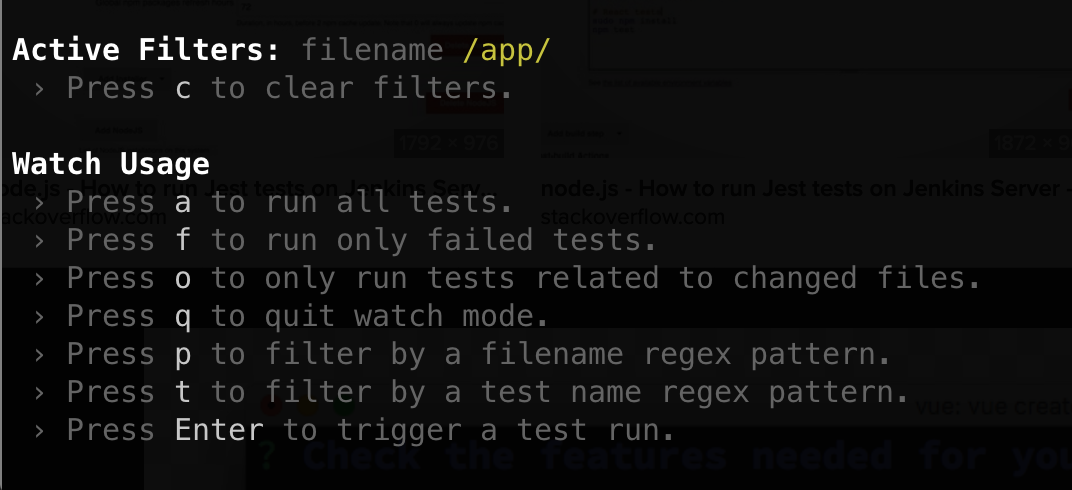 Active Filters: filename /app/
› Press c to clear filters.
1792 × 976
1872 × 9
Watch Usage
node.js - How to run Jest tests on Jenkins Serv...
node.js - How to run Jest tests on Jenkins Server -
› Press a to run all tests.
stackoverflow.com
stackoverflow.com
› Press f to run only failed tests.
› Press o to only run tests related to changed files.
› Press q to quit watch mode.
› Press p to filter by a filename regex pattern.
› Press t to filter by a test name regex pattern.
vue: vue creat
› Press Enter to trigger a test run.
? Check the features needed for you